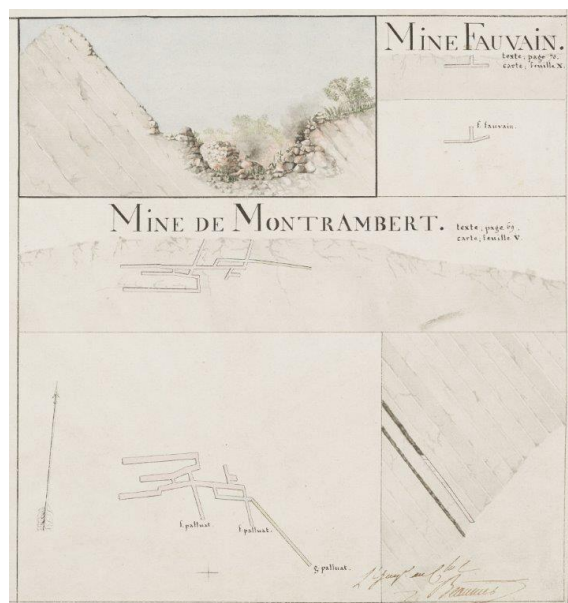 MINE FAUVAIN.
texte, page 70.
carte, feuille X.
f. fauvain.
MINE DE MONTRAMBERT.
texte, page 69.
carte, feuille V.
f. palluat.
f. palluat.
g. palluat.